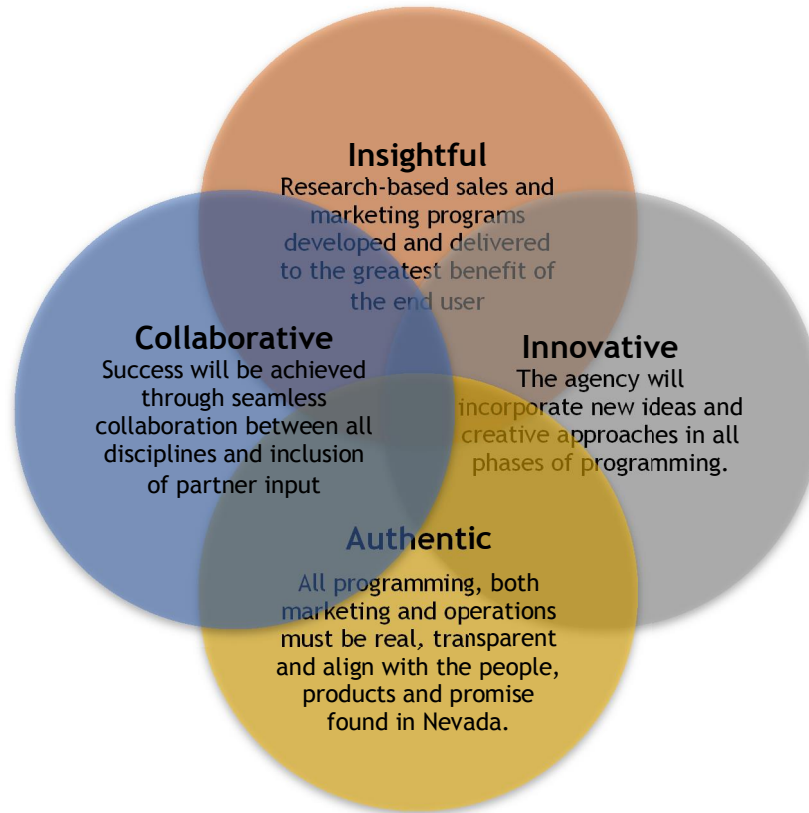 Insightful
Research-based sales and
marketing programs
developed and delivered
to the greatest benefit of
the end user
Collaborative
Success will be achieved
through seamless
collaboration between all
disciplines and inclusion
of partner input
Innovative
The agency will
incorporate new ideas and
creative approaches in all
phases of programming.
Authentic
All programming, both
marketing and operations
must be real, transparent
and align with the people,
products and promise
found in Nevada.